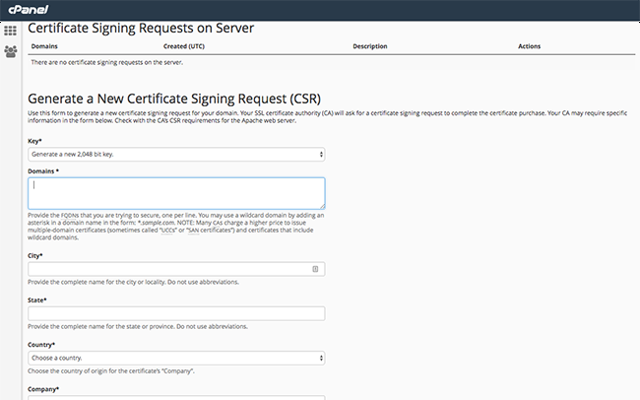 cPanel
Certificate Signing Requests on Server
Domains Created (UTC) Description Actions
There are no certificate signing requests on the server.
Generate a New Certificate Signing Request (CSR)
Use this form to generate a new certificate signing request for your domain. Your SSL certificate authority (CA) will ask for a certificate signing request to complete the certificate purchase. Your CA may require specific
information in the form below. Check with the CA's CSR requirements for the Apache web server.
Key*
Generate a new 2,048 bit key.
Domains *
Provide the FQDNs that you are trying to secure, one per line. You may use a wildcard domain by adding an
asterisk in a domain name in the form: *.sample.com. NOTE: Many CAs charge a higher price to issue
multiple-domain certificates (sometimes called “UCCs” or “SAN certificates”) and certificates that include
wildcard domains.
City*
Provide the complete name for the city or locality. Do not use abbreviations.
State*
Provide the complete name for the state or province. Do not use abbreviations.
Country*
Choose a country.
Choose the country of origin for the certificate’s “Company”.
Company*